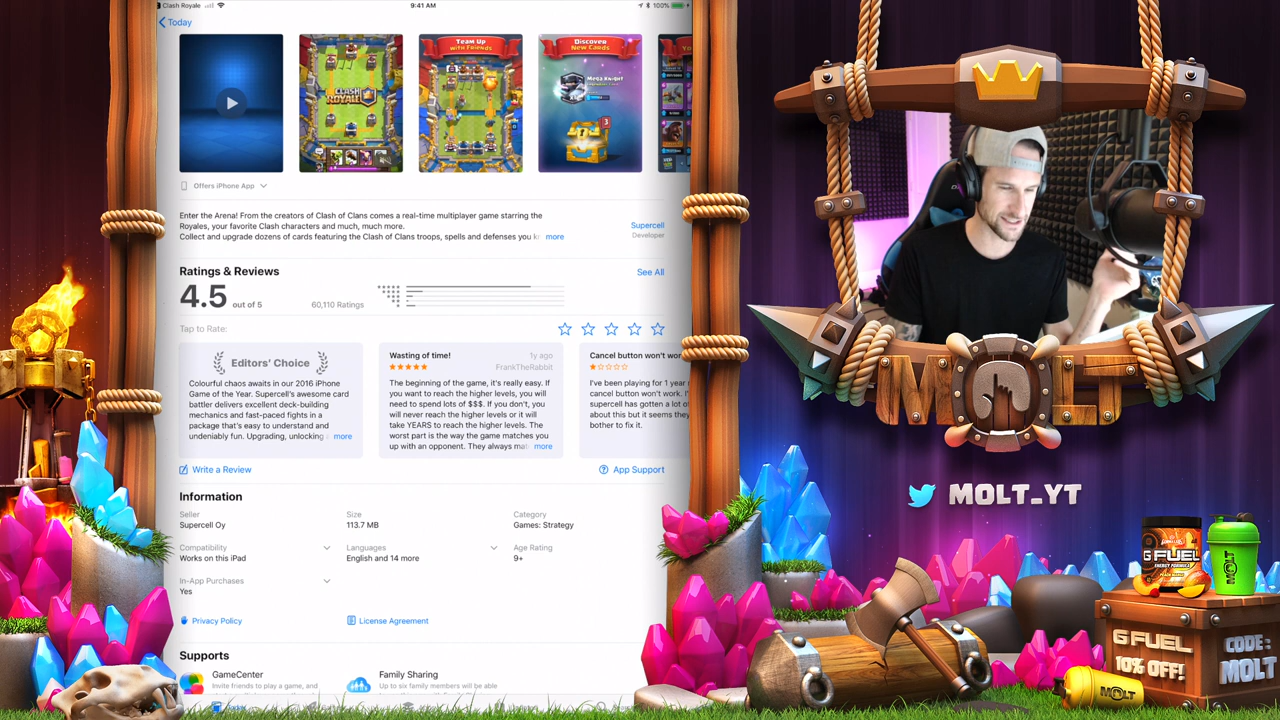 Clash Royale
9:41 AM
100%
Today
CLASH ROYALE
Team Up
with Friends
Discover
New Cards
Mega Knight
3
Offers iPhone App
Enter the Arena! From the creators of Clash of Clans comes a real-time multiplayer game starring the
Royales, your favorite Clash characters and much, much more.
Collect and upgrade dozens of cards featuring the Clash of Clans troops, spells and defenses you more
Supercell
Developer
Ratings & Reviews
See All
4.5 out of 5
60,110 Ratings
Tap to Rate:
Editors' Choice
Colourful chaos awaits in our 2016 iPhone
Game of the Year. Supercell's awesome card
battler delivers excellent deck-building
mechanics and fast-paced fights in a
package that's easy to understand and
undeniably fun. Upgrading, unlocking more
Wasting of time!
1y ago
FrankTheRabbit
The beginning of the game, it's really easy. If
you want to reach the higher levels, you will
need to spend lots of $$$. If you don't, you
will never reach the higher levels or it will
take YEARS to reach the higher levels. The
worst part is the way the game matches you
up with an opponent. They always more
Cancel button won't
I've been playing for 1 year
button won't work. I'
supercell has gotten a lot of
about this but it seems they
bother to fix it.
Write a Review
App Support
Information
Seller
Supercell Oy
Size
113.7 MB
Category
Games: Strategy
Compatibility
Works on this iPad
Languages
English and 14 more
Age Rating
9+
In-App Purchases
Yes
Privacy Policy
License Agreement
Supports
GameCenter
Invite friends to play a game, and
Family Sharing
Up to six family members will be able
MOLT
MOLT_YT
G FUEL
ENERGY FORMULA
G FUEL
10% OFF!
CODE:
MOLT
MOLT